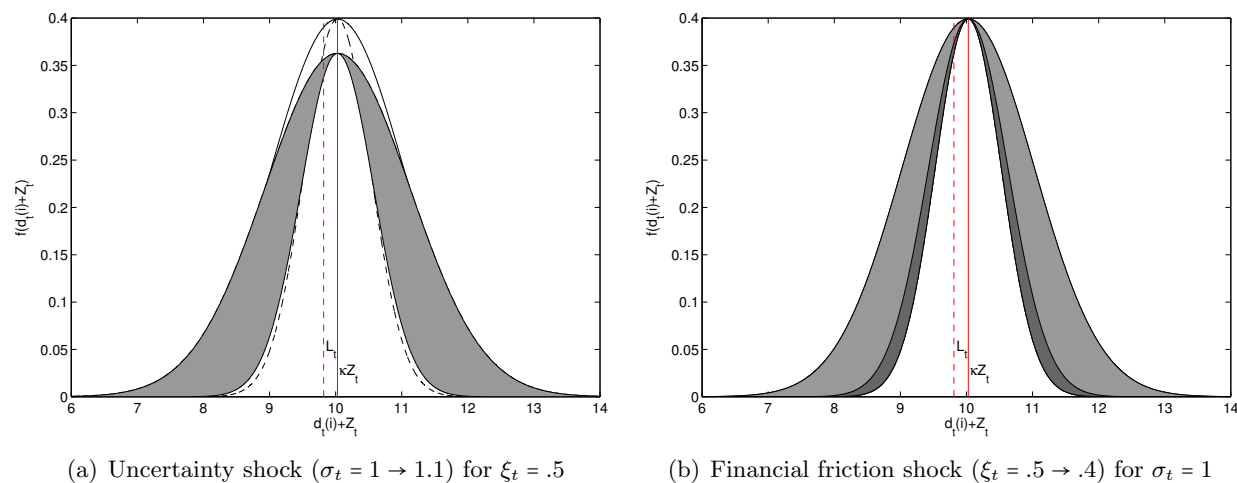 0.4
0.35
0.3
0.25
0.2
0.15
0.1
0.05
0
f(d_t(i)+Z_t)
L_t
κZ_t
6 7 8 9 10 11 12 13 14
d_t(i)+Z_t
(a) Uncertainty shock (σ_t = 1 → 1.1) for ξ_t = .5
0.4
0.35
0.3
0.25
0.2
0.15
0.1
0.05
0
f(d_t(i)+Z_t)
L_t
κZ_t
6 7 8 9 10 11 12 13 14
d_t(i)+Z_t
(b) Financial friction shock (ξ_t = .5 → .4) for σ_t = 1